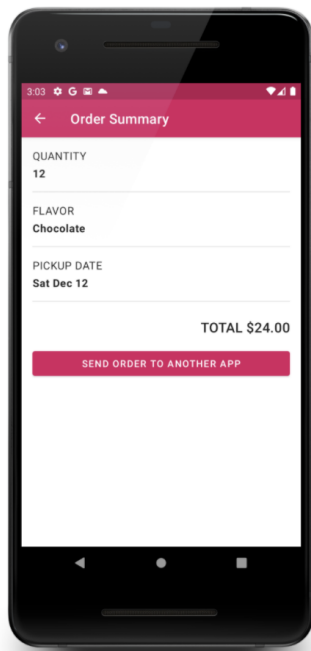 3:03 G M
Order Summary
QUANTITY
12
FLAVOR
Chocolate
PICKUP DATE
Sat Dec 12
TOTAL $24.00
SEND ORDER TO ANOTHER APP